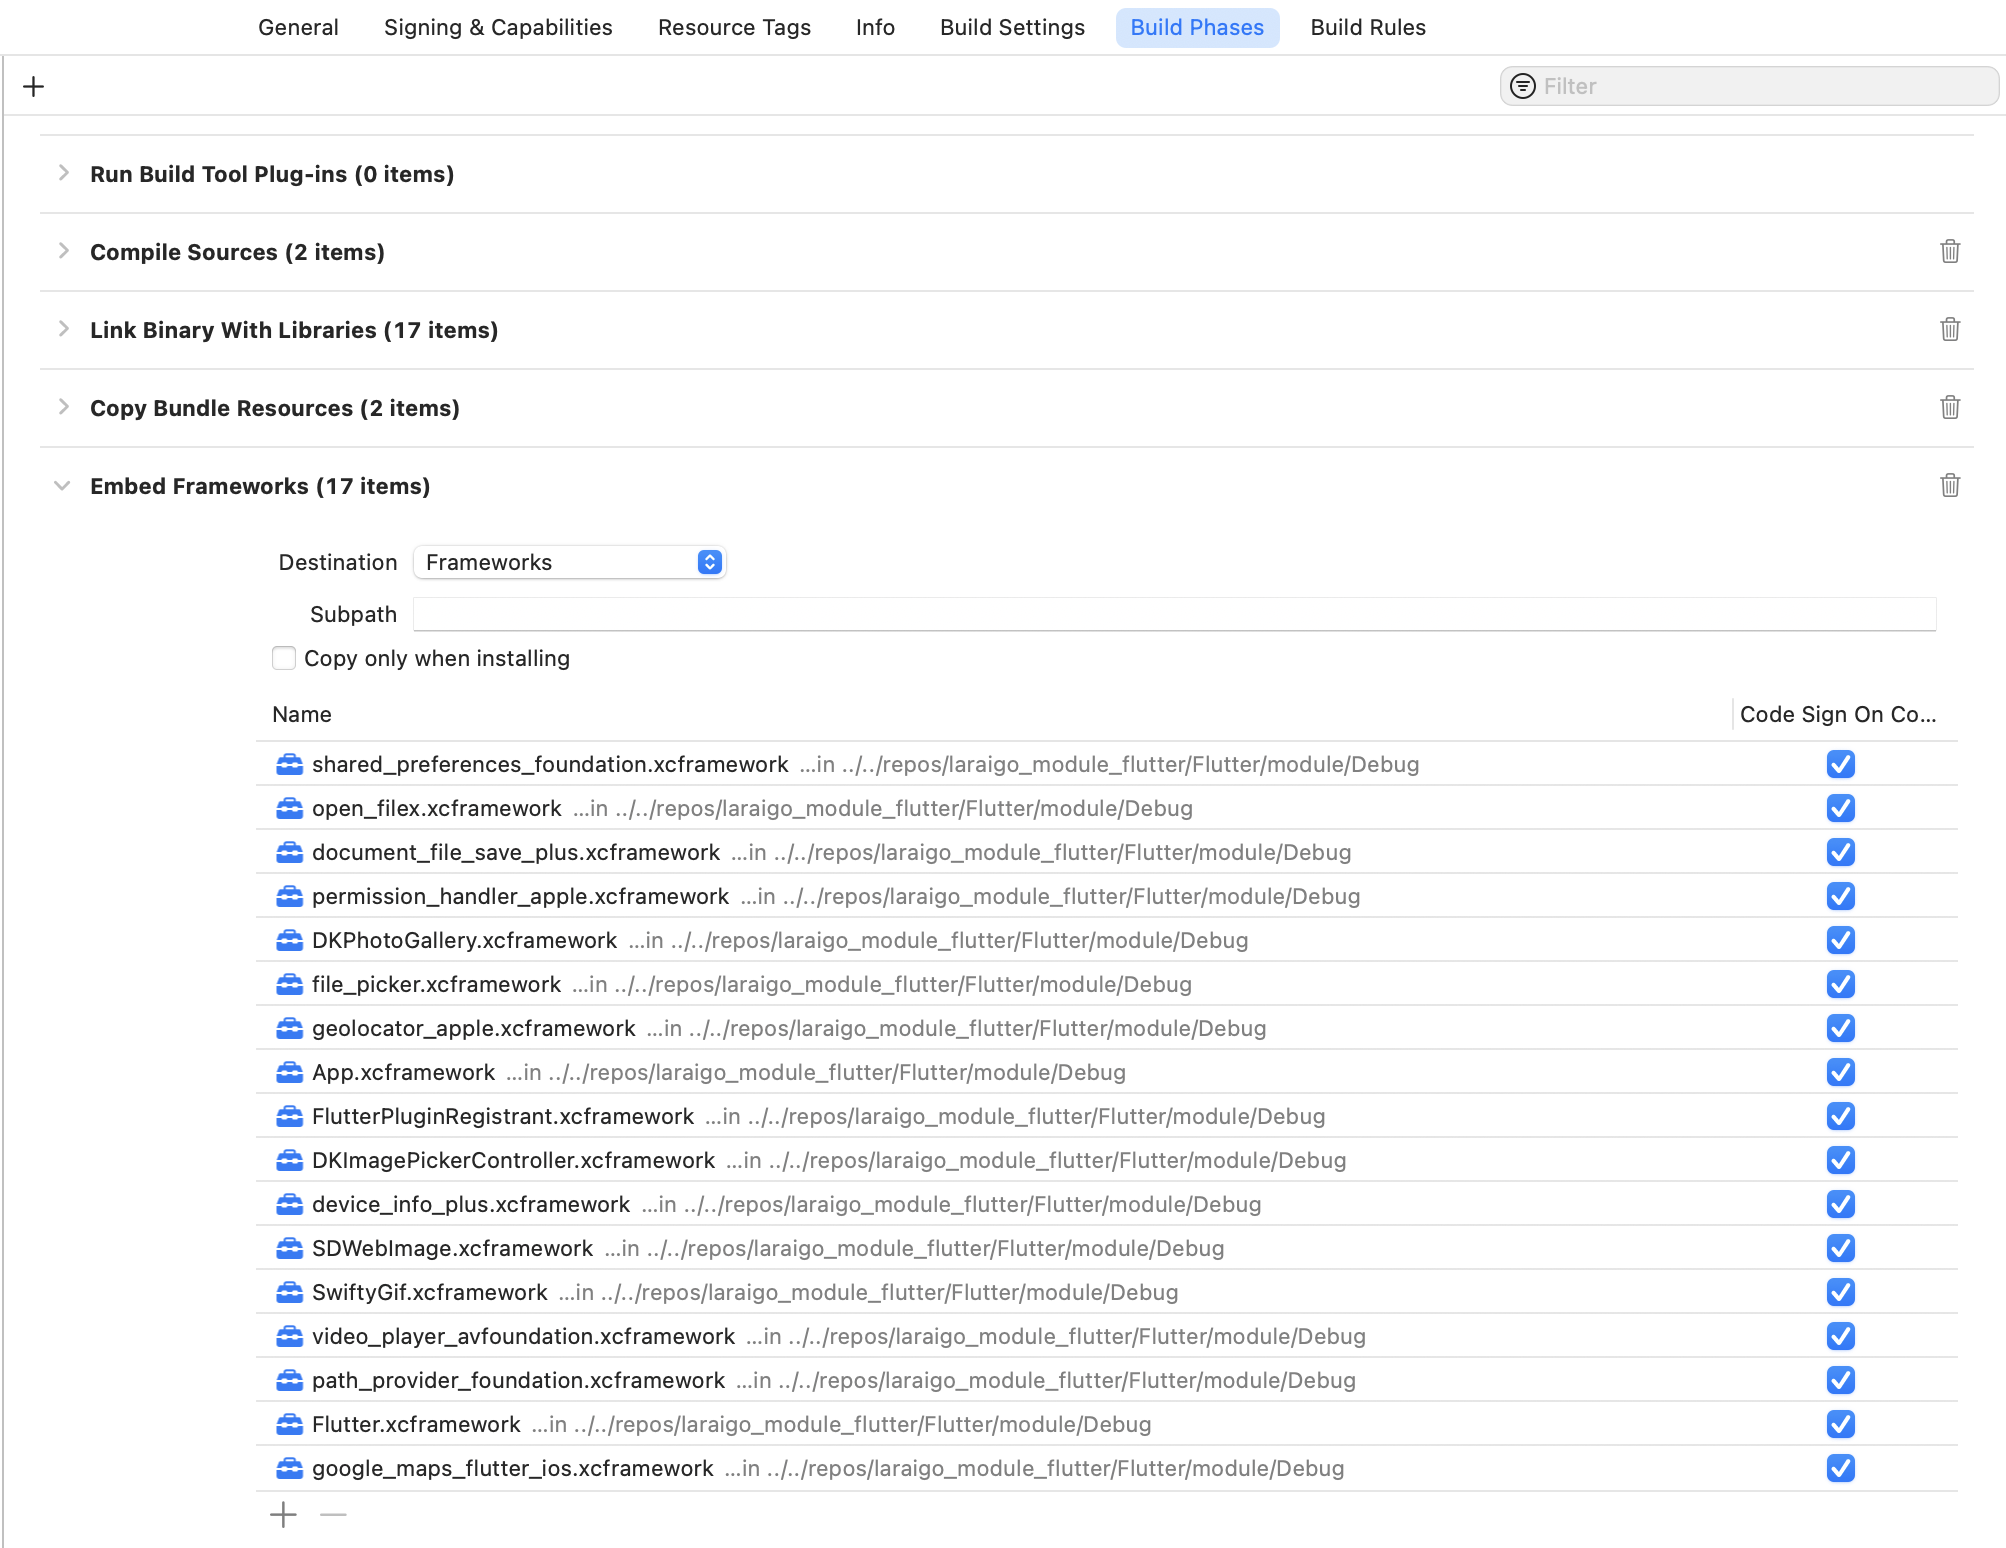 General Signing & Capabilities Resource Tags Info Build Settings Build Phases Build Rules
Filter
Run Build Tool Plug-ins (0 items)
Compile Sources (2 items)
Link Binary With Libraries (17 items)
Copy Bundle Resources (2 items)
Embed Frameworks (17 items)
Destination Frameworks
Subpath
Copy only when installing
Name Code Sign On Co...
shared_preferences_foundation.xcframework ...in ../../repos/laraigo_module_flutter/Flutter/module/Debug
open_filex.xcframework ...in ../../repos/laraigo_module_flutter/Flutter/module/Debug
document_file_save_plus.xcframework ...in ../../repos/laraigo_module_flutter/Flutter/module/Debug
permission_handler_apple.xcframework ...in ../../repos/laraigo_module_flutter/Flutter/module/Debug
DKPhotoGallery.xcframework ...in ../../repos/laraigo_module_flutter/Flutter/module/Debug
file_picker.xcframework ...in ../../repos/laraigo_module_flutter/Flutter/module/Debug
geolocator_apple.xcframework ...in ../../repos/laraigo_module_flutter/Flutter/module/Debug
App.xcframework ...in ../../repos/laraigo_module_flutter/Flutter/module/Debug
FlutterPluginRegistrant.xcframework ...in ../../repos/laraigo_module_flutter/Flutter/module/Debug
DKImagePickerController.xcframework ...in ../../repos/laraigo_module_flutter/Flutter/module/Debug
device_info_plus.xcframework ...in ../../repos/laraigo_module_flutter/Flutter/module/Debug
SDWebImage.xcframework ...in ../../repos/laraigo_module_flutter/Flutter/module/Debug
SwiftyGif.xcframework ...in ../../repos/laraigo_module_flutter/Flutter/module/Debug
video_player_avfoundation.xcframework ...in ../../repos/laraigo_module_flutter/Flutter/module/Debug
path_provider_foundation.xcframework ...in ../../repos/laraigo_module_flutter/Flutter/module/Debug
Flutter.xcframework ...in ../../repos/laraigo_module_flutter/Flutter/module/Debug
google_maps_flutter_ios.xcframework ...in ../../repos/laraigo_module_flutter/Flutter/module/Debug